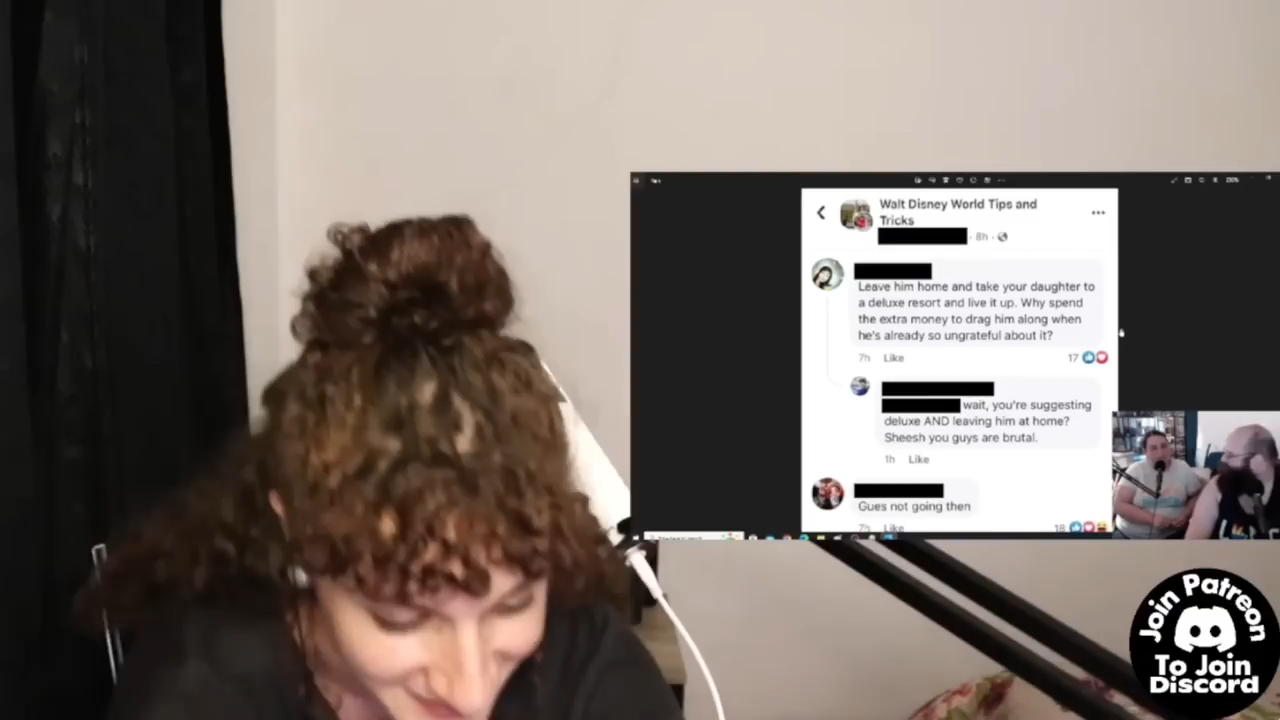 Walt Disney World Tips and
Tricks
8h
Leave him home and take your daughter to
a deluxe resort and live it up. Why spend
the extra money to drag him along when
he's already so ungrateful about it?
7h Like
17
wait, you're suggesting
deluxe AND leaving him at home?
Sheesh you guys are brutal.
1h Like
Gues not going then
7h Like
18
Join Patreon
To Join
Discord